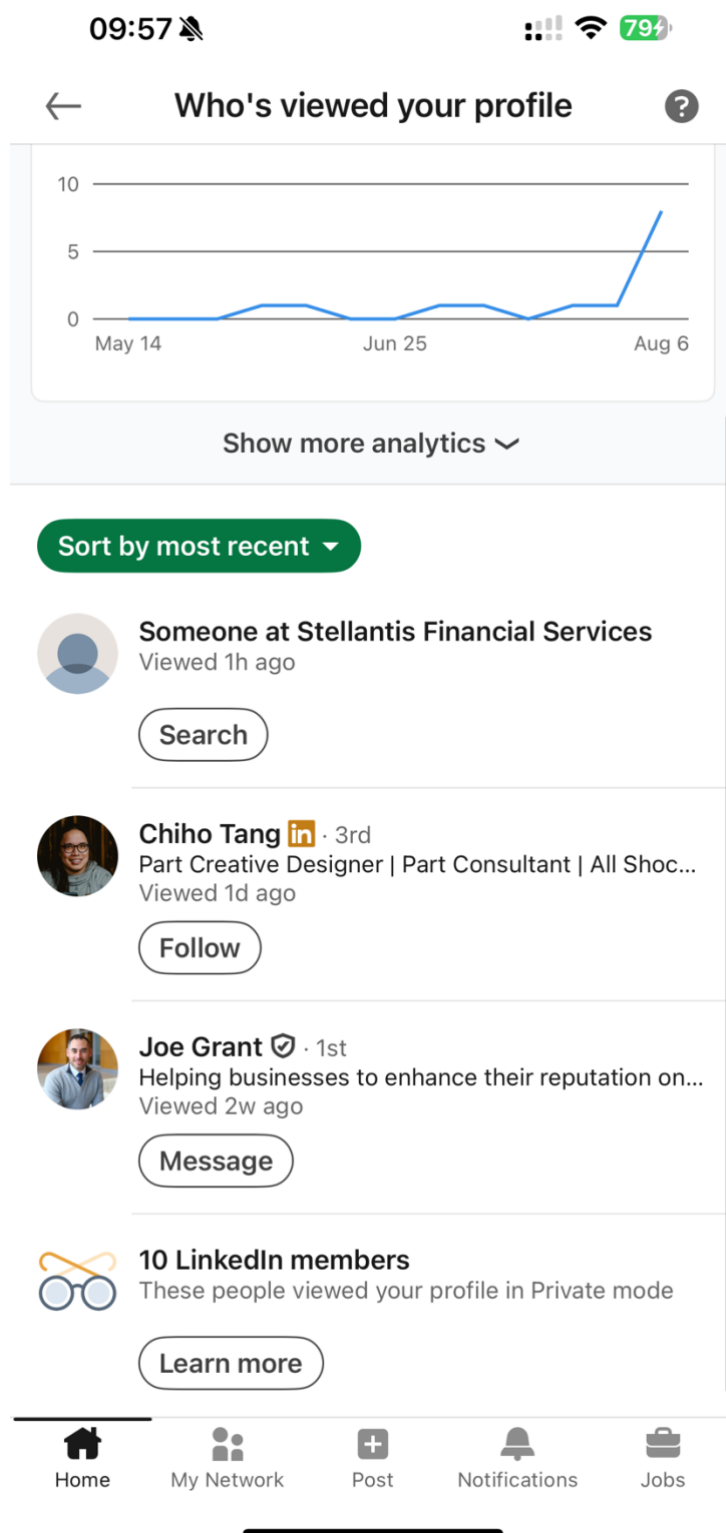 09:57
79
Who's viewed your profile
?
10
5
0
May 14 Jun 25 Aug 6
Show more analytics
Sort by most recent
Someone at Stellantis Financial Services
Viewed 1h ago
Search
Chiho Tang in · 3rd
Part Creative Designer | Part Consultant | All Shoc...
Viewed 1d ago
Follow
Joe Grant · 1st
Helping businesses to enhance their reputation on...
Viewed 2w ago
Message
10 LinkedIn members
These people viewed your profile in Private mode
Learn more
Home My Network Post Notifications Jobs